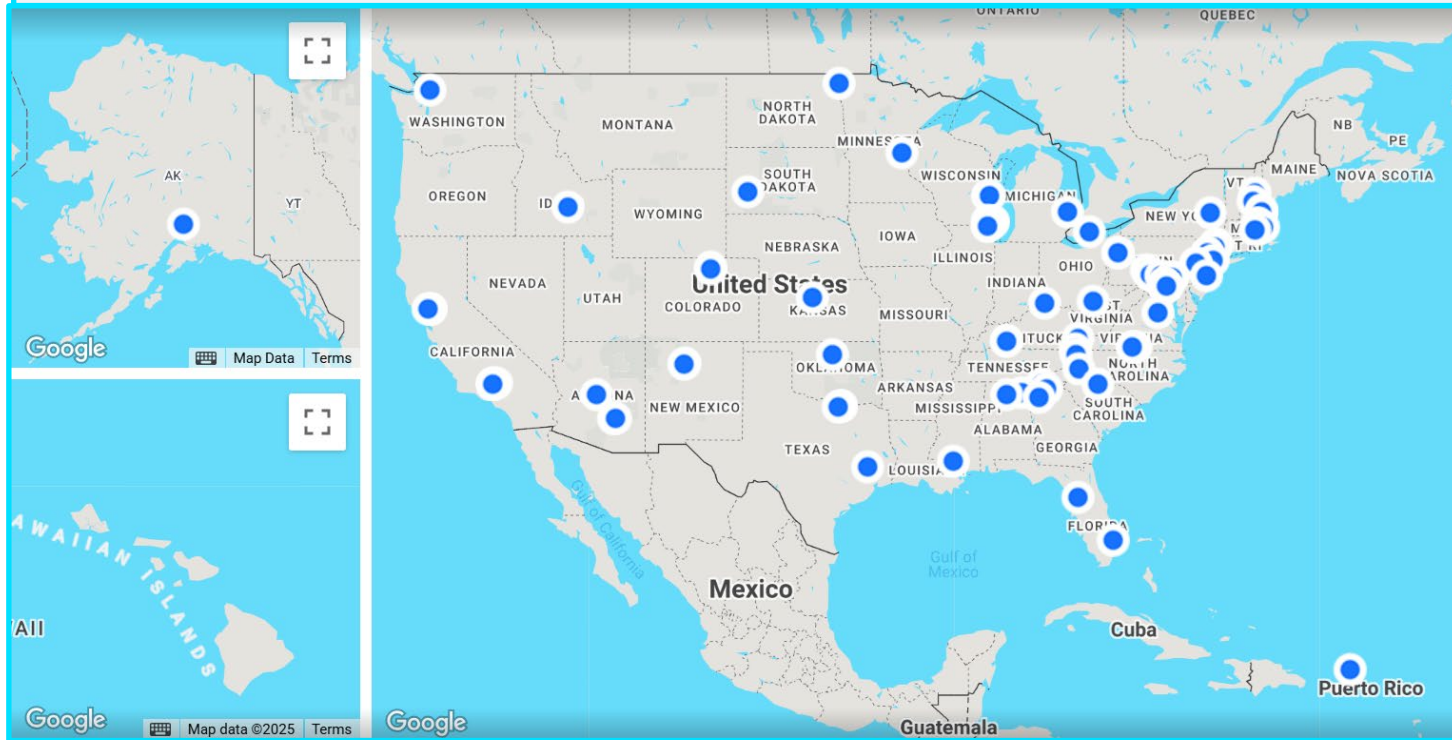 AK
YT
Google
Map Data
Terms
AWAIIAN ISLANDS
AII
Google
Map data ©2025
Terms
ONTARIO
QUEBEC
WASHINGTON
MONTANA
NORTH
DAKOTA
NB
PE
MAINE
NOVA SCOTIA
VT
OREGON
ID
WYOMING
SOUTH
DAKOTA
WISCONSIN
MICHIGAN
NEW YO
NEBRASKA
IOWA
ILLINOIS
INDIANA
OHIO
NEVADA
UTAH
COLORADO
United States
KANSAS
MISSOURI
VIRGINIA
CALIFORNIA
OKLAHOMA
ARKANSAS
TENNESSEE
NORTH
CAROLINA
NEW MEXICO
MISSISSIPPI
SOUTH
CAROLINA
ALABAMA
GEORGIA
TEXAS
LOUISIA
Gulf of California
FLORIDA
Gulf of
Mexico
Mexico
Cuba
Puerto Rico
Guatemala
Google